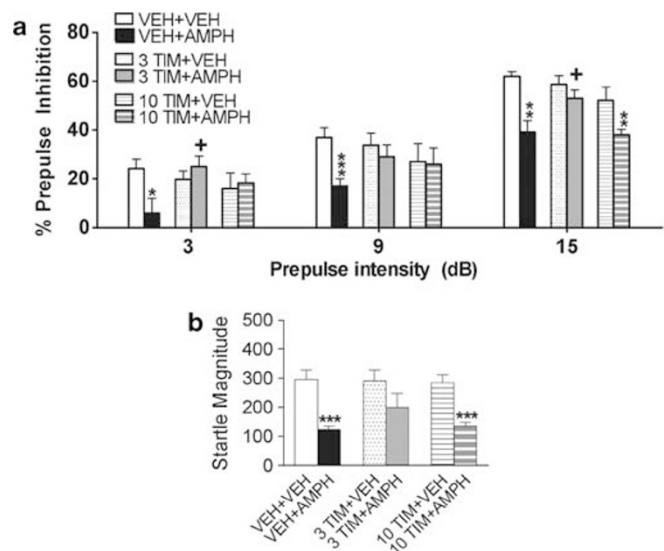 a
VEH+VEH
VEH+AMPH
3 TIM+VEH
3 TIM+AMPH
10 TIM+VEH
10 TIM+AMPH
% Prepulse Inhibition
80
60
40
20
0
*
+
***
**
+
**
3
9
15
Prepulse intensity (dB)
b
Startle Magnitude
500
400
300
200
100
0
***
***
VEH+VEH
VEH+AMPH
3 TIM+VEH
3 TIM+AMPH
10 TIM+VEH
10 TIM+AMPH